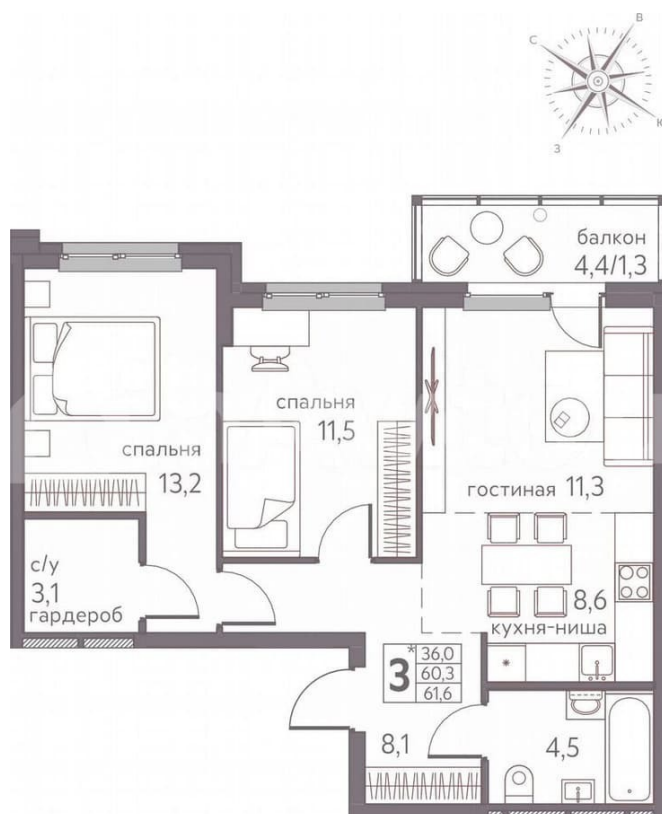 В
С
Ю
З
балкон
4,4/1,3
спальня
11,5
спальня
13,2
гостиная 11,3
с/у
3,1
гардероб
8,6
кухня-ниша
3*
36,0
60,3
61,6
8,1
4,5